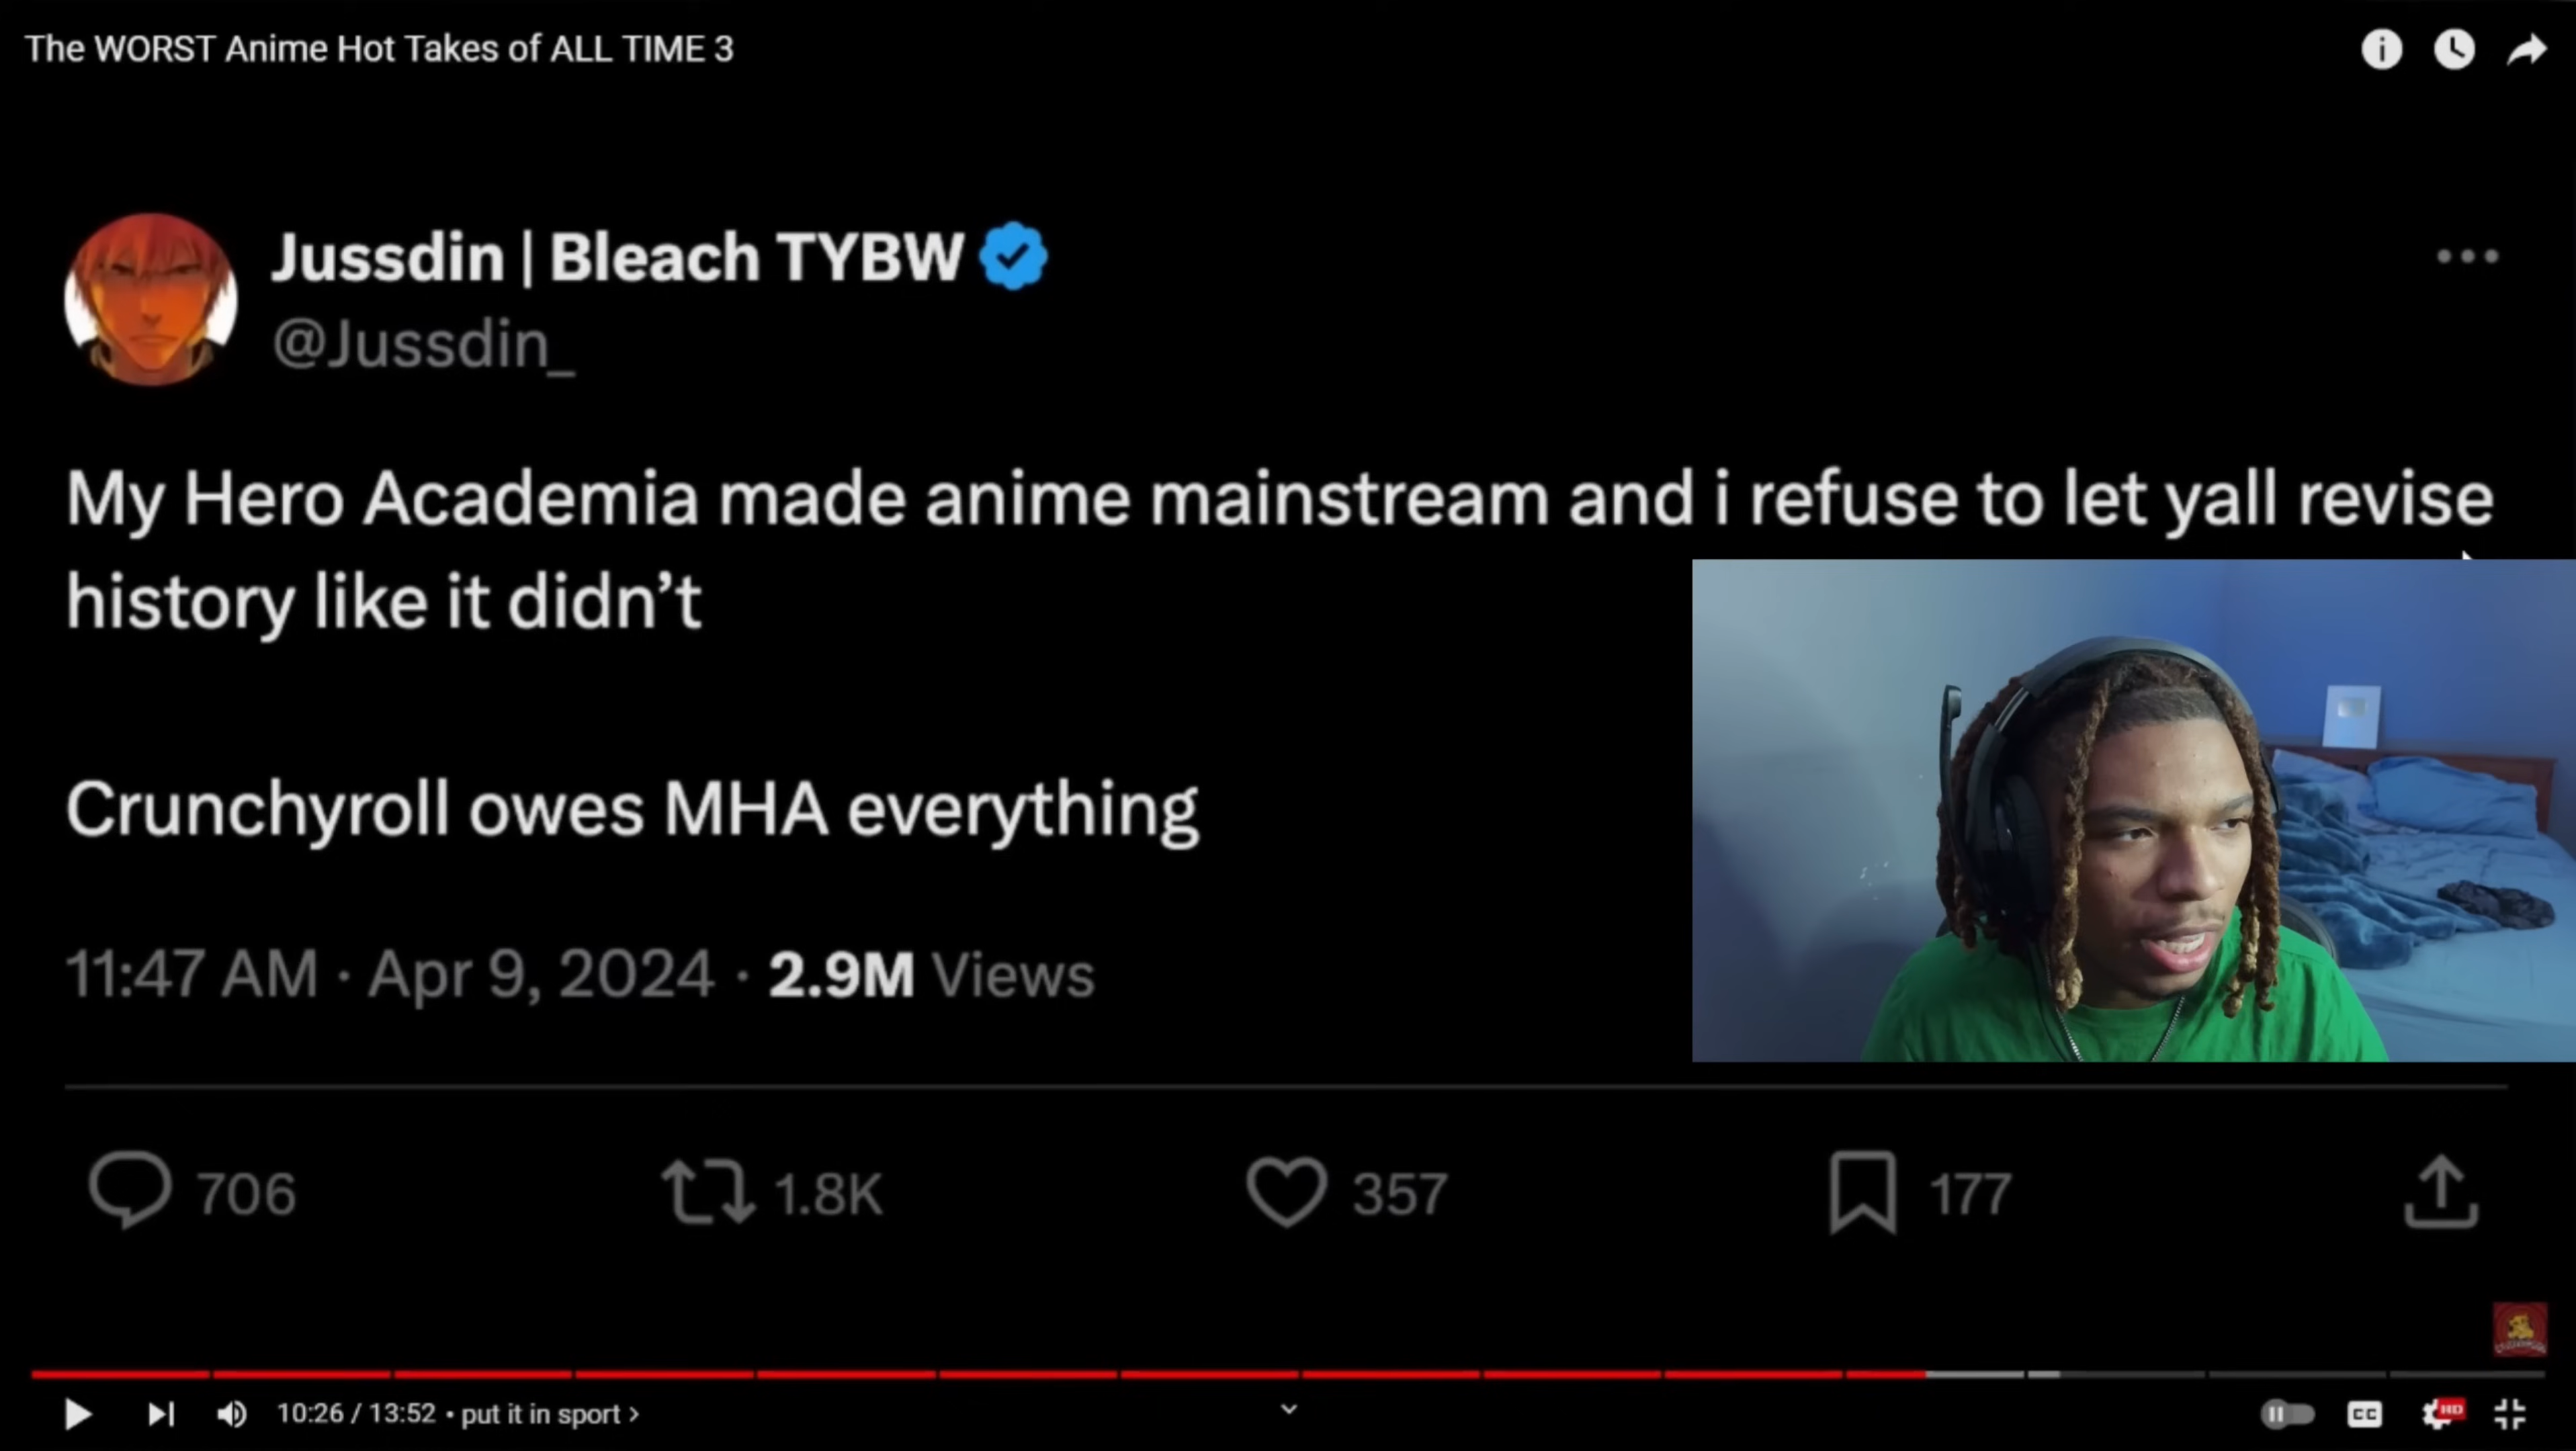 The WORST Anime Hot Takes of ALL TIME 3
Jussdin | Bleach TYBW
@Jussdin_
My Hero Academia made anime mainstream and i refuse to let yall revise
history like it didn’t
Crunchyroll owes MHA everything
11:47 AM · Apr 9, 2024 · 2.9M Views
706 1.8K 357 177
10:26 / 13:52 • put it in sport >
CC HD